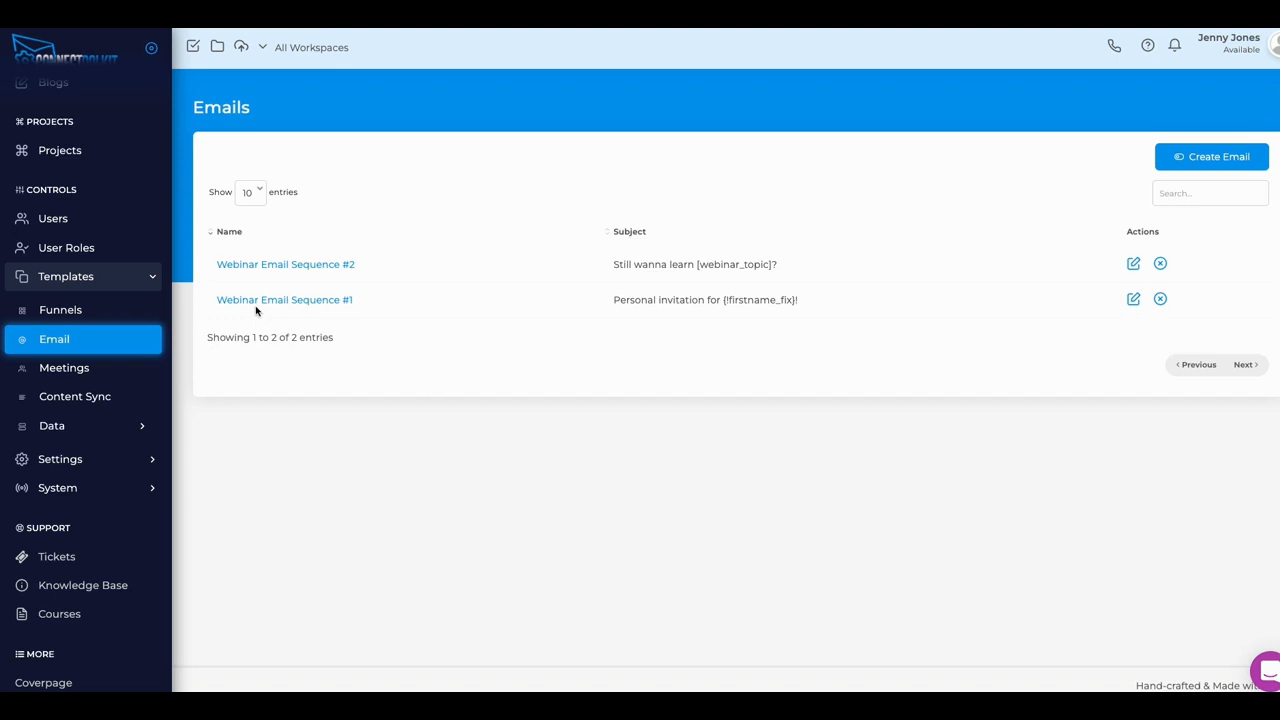 CONNECTOOLKIT
All Workspaces
Jenny Jones
Available
Blogs
PROJECTS
Projects
CONTROLS
Users
User Roles
Templates
Funnels
Email
Meetings
Content Sync
Data
Settings
System
SUPPORT
Tickets
Knowledge Base
Courses
MORE
Coverpage
Emails
Create Email
Show 10 entries
Search...
Name Subject Actions
Webinar Email Sequence #2 Still wanna learn [webinar_topic]?
Webinar Email Sequence #1 Personal invitation for {!firstname_fix}!
Showing 1 to 2 of 2 entries
Previous Next
Hand-crafted & Made